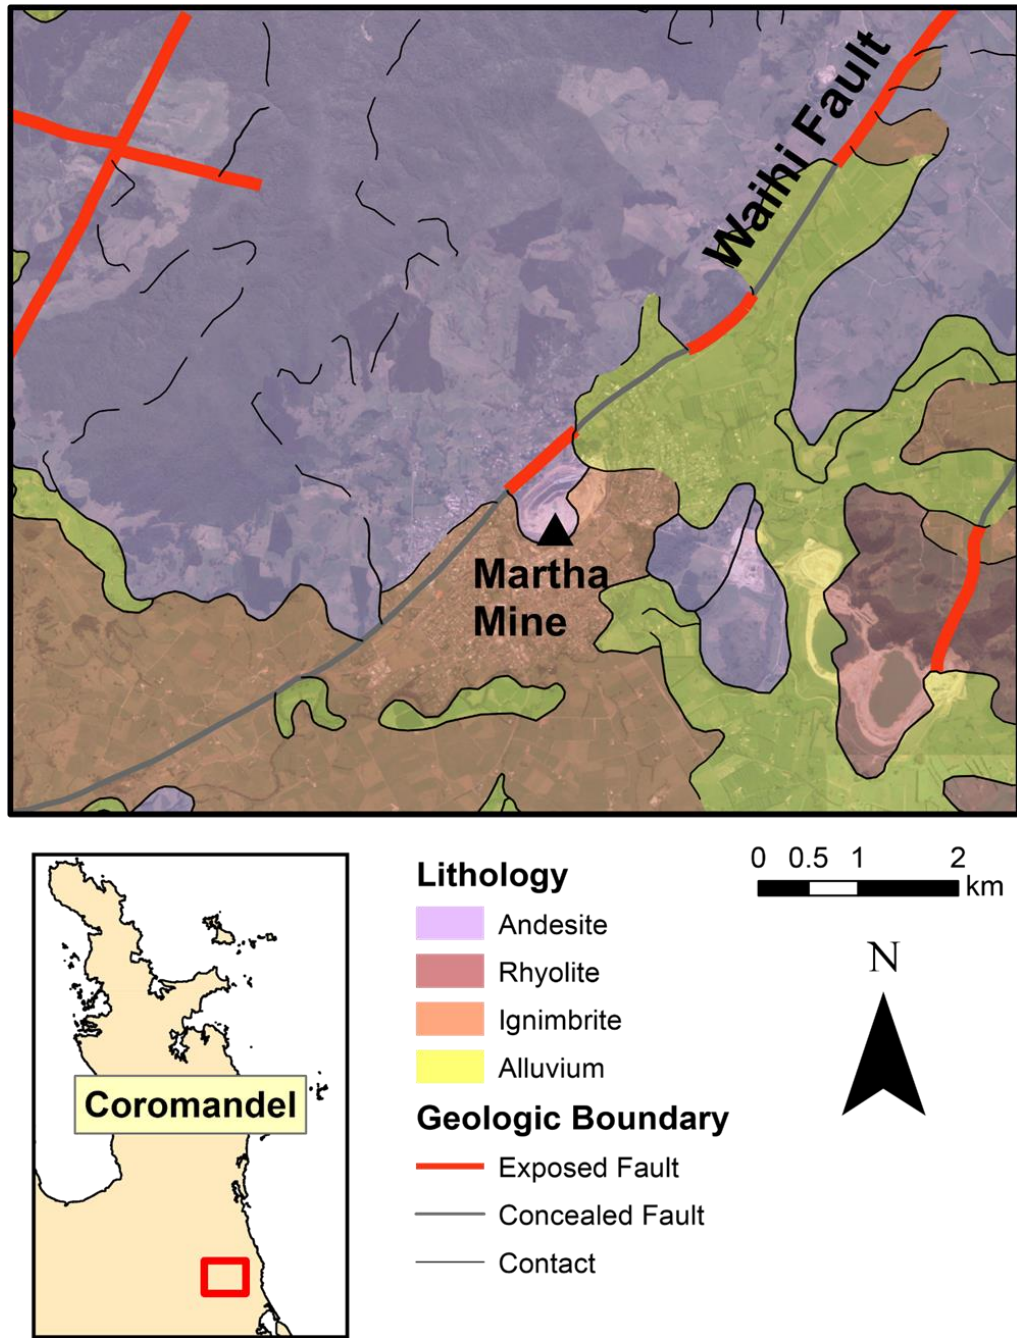 Waihi Fault
Martha
Mine
Coromandel
Lithology
Andesite
Rhyolite
Ignimbrite
Alluvium
Geologic Boundary
Exposed Fault
Concealed Fault
Contact
0 0.5 1 2
km
N